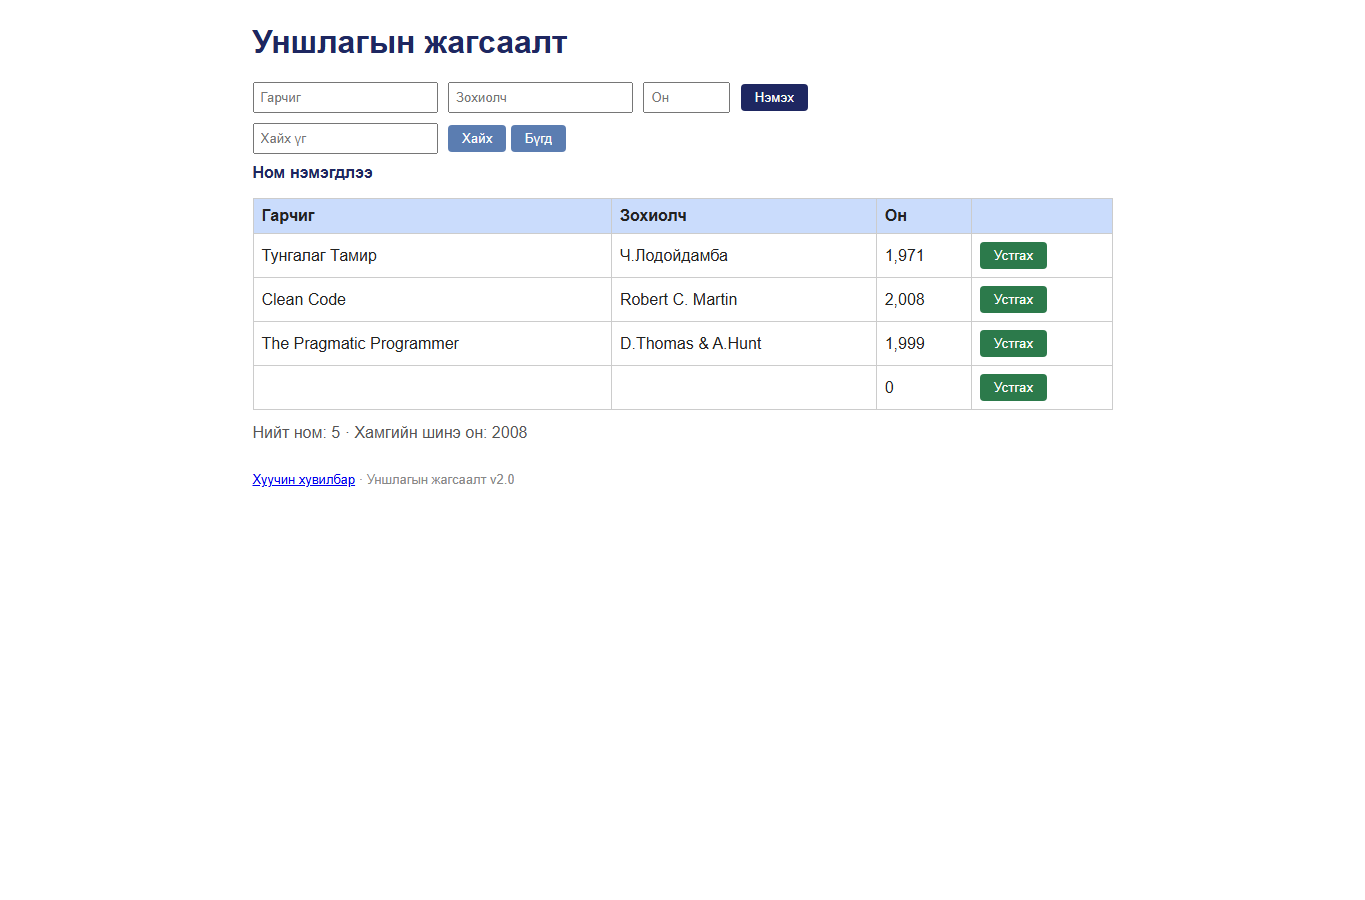 Уншлагын жагсаалт
Гарчиг Зохиолч Он Нэмэх
Хайх үг Хайх Бүгд
Ном нэмэгдлээ
Гарчиг Зохиолч Он
Тунгалаг Тамир Ч.Лодойдамба 1,971 Устгах
Clean Code Robert C. Martin 2,008 Устгах
The Pragmatic Programmer D.Thomas & A.Hunt 1,999 Устгах
0 Устгах
Нийт ном: 5 · Хамгийн шинэ он: 2008
Хуучин хувилбар · Уншлагын жагсаалт v2.0